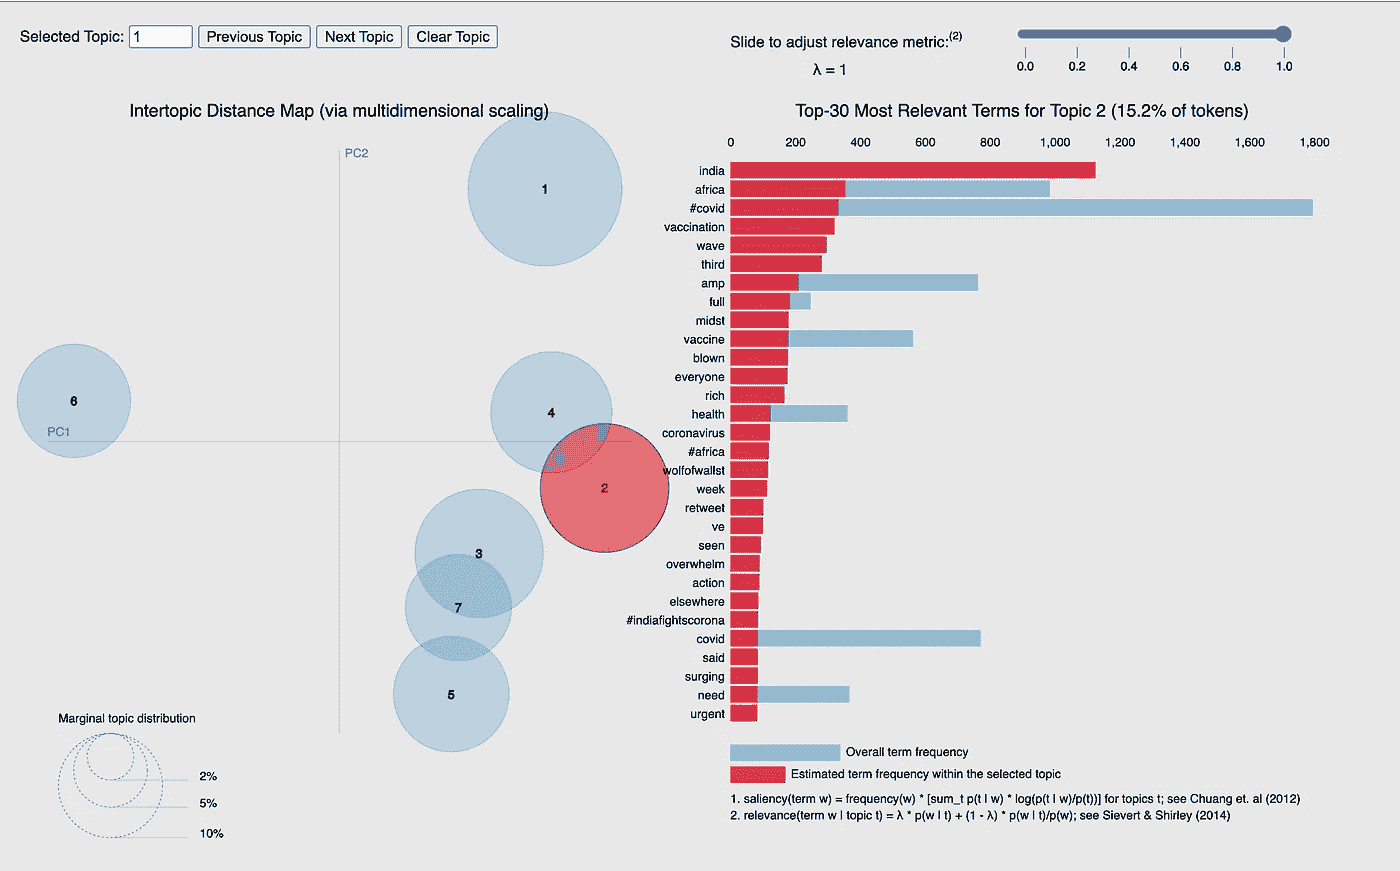 Selected Topic: 1 Previous Topic Next Topic Clear Topic
Slide to adjust relevance metric:(2)
λ = 1
0.0 0.2 0.4 0.6 0.8 1.0
Intertopic Distance Map (via multidimensional scaling)
PC2
PC1
1
6
4
2
3
7
5
Marginal topic distribution
2%
5%
10%
Top-30 Most Relevant Terms for Topic 2 (15.2% of tokens)
0 200 400 600 800 1,000 1,200 1,400 1,600 1,800
india
africa
#covid
vaccination
wave
third
amp
full
midst
vaccine
blown
everyone
rich
health
coronavirus
#africa
wolfofwallst
week
retweet
ve
seen
overwhelm
action
elsewhere
#indiafightscorona
covid
said
surging
need
urgent
Overall term frequency
Estimated term frequency within the selected topic
1. saliency(term w) = frequency(w) * [sum_t p(t | w) * log(p(t | w)/p(t))] for topics t; see Chuang et. al (2012)
2. relevance(term w | topic t) = λ * p(w | t) + (1 - λ) * p(w | t)/p(w); see Sievert & Shirley (2014)